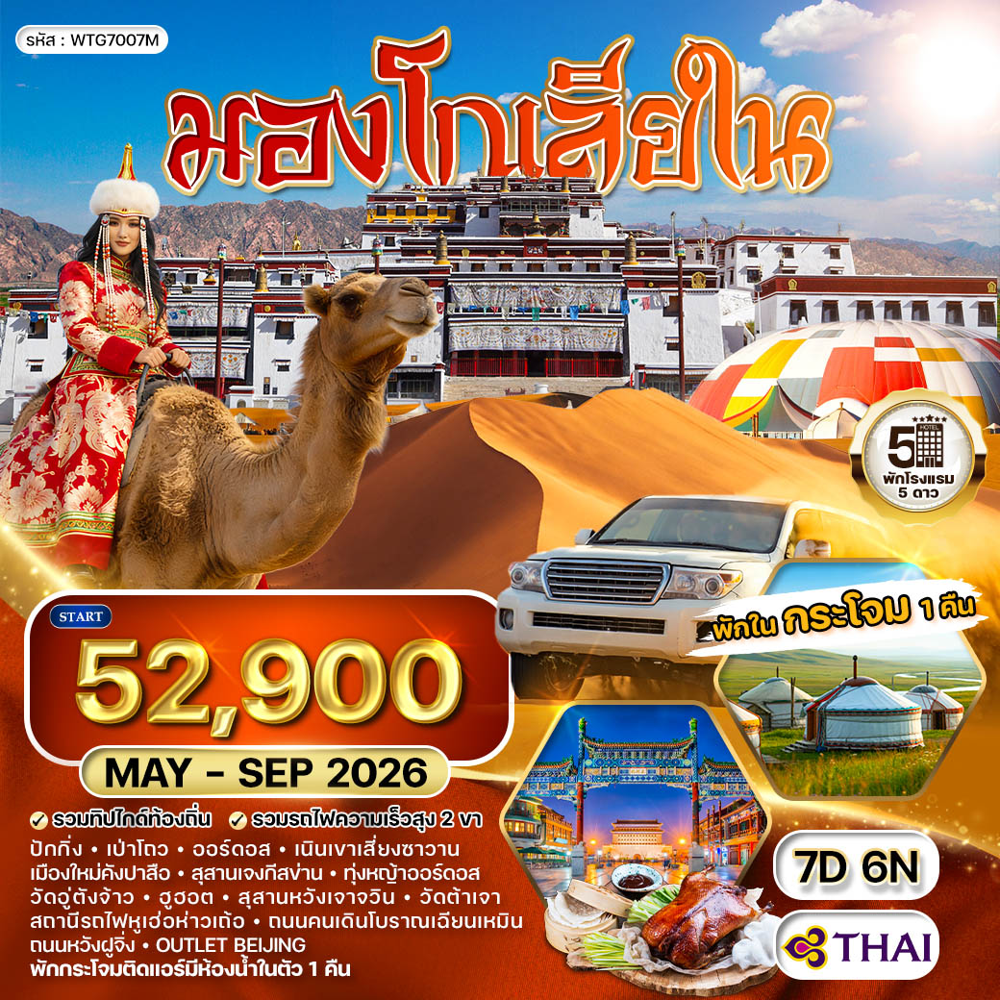 รหัส : WTG7007M
มองโกเลียใน
5
HOTEL
พักโรงแรม
5 ดาว
พักใน กระโจม 1 คืน
START
52,900
MAY - SEP 2026
รวมทิปไกด์ท้องถิ่น รวมรถไฟความเร็วสูง 2 ขา
ปักกิ่ง • เป่าโถว • ออร์ดอส • เนินเขาเสี่ยงซาวาน
เมืองใหม่คังปาสือ • สุสานเจงกีสข่าน • ทุ่งหญ้าออร์ดอส
วัดอู่ตังจ้าว • ฮูฮอต • สุสานหวังเจาจวิน • วัดต้าเจา
สถานีรถไฟหูเฮ่อห่าวเถ้อ • ถนนคนเดินโบราณเฉียนเหมิน
ถนนหวังฝูจิ่ง • OUTLET BEIJING
พักกระโจมติดแอร์มีห้องน้ำในตัว 1 คืน
7D 6N
THAI